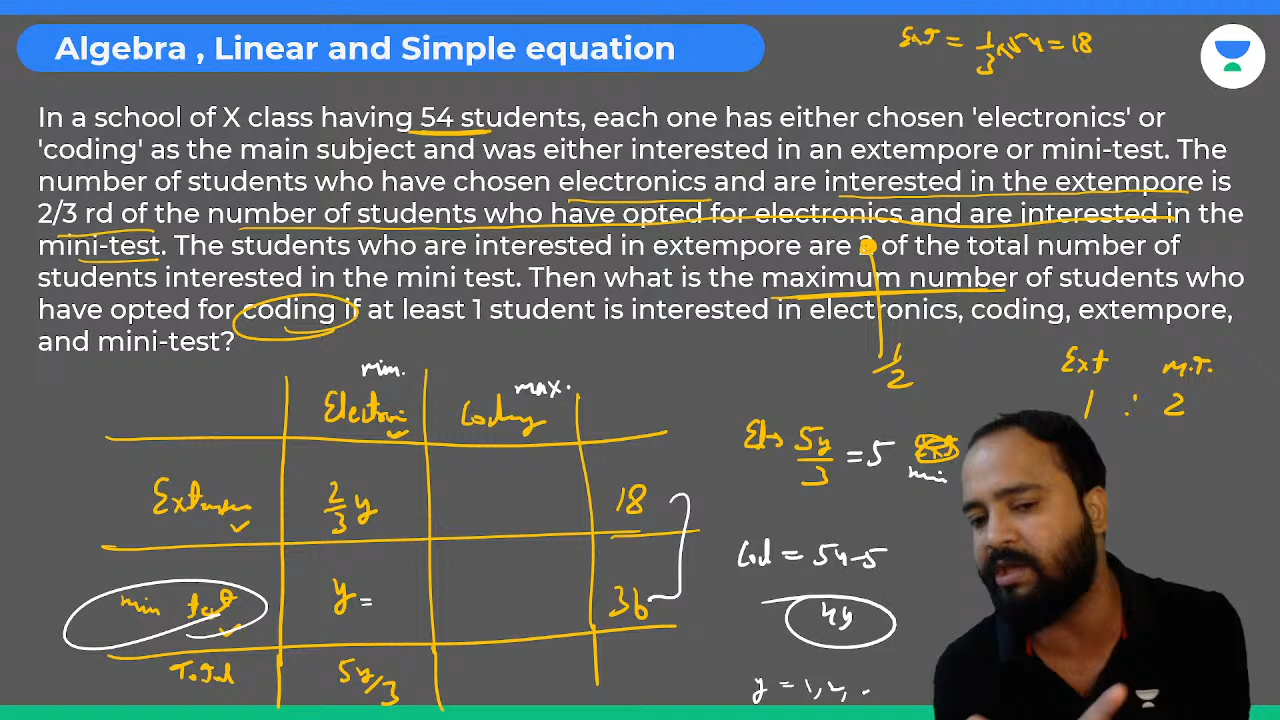 Algebra , Linear and Simple equation
Ext = 1/3 x 54 = 18
In a school of X class having 54 students, each one has either chosen 'electronics' or
'coding' as the main subject and was either interested in an extempore or mini-test. The
number of students who have chosen electronics and are interested in the extempore is
2/3 rd of the number of students who have opted for electronics and are interested in the
mini-test. The students who are interested in extempore are of the total number of
students interested in the mini test. Then what is the maximum number of students who
have opted for coding if at least 1 student is interested in electronics, coding, extempore,
and mini-test?
1/2
Ext M.T.
1 : 2
min. max.
Electroni Coding
5y/3 = 5
min
2/3 y 18
Cod = 54-5
49
min test y = 36
Total 5y/3
y = 1, 2, .